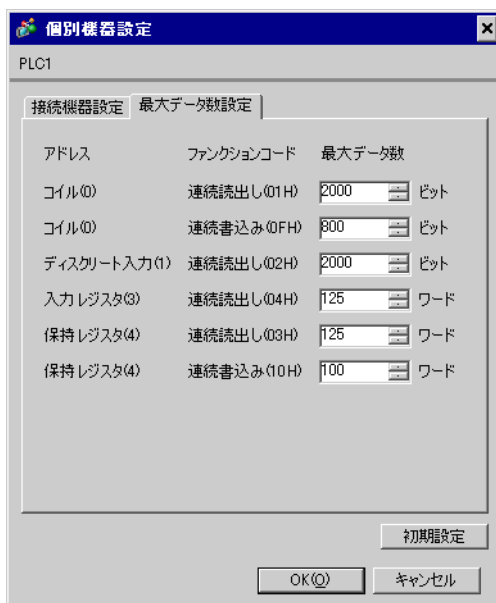 個別機器設定
PLC1
接続機器設定 最大データ数設定
アドレス ファンクションコード 最大データ数
コイル(0) 連続読出し(01H) 2000 ビット
コイル(0) 連続書込み(0FH) 800 ビット
ディスクリート入力(1) 連続読出し(02H) 2000 ビット
入力レジスタ(3) 連続読出し(04H) 125 ワード
保持レジスタ(4) 連続読出し(03H) 125 ワード
保持レジスタ(4) 連続書込み(10H) 100 ワード
初期設定
OK(O) キャンセル